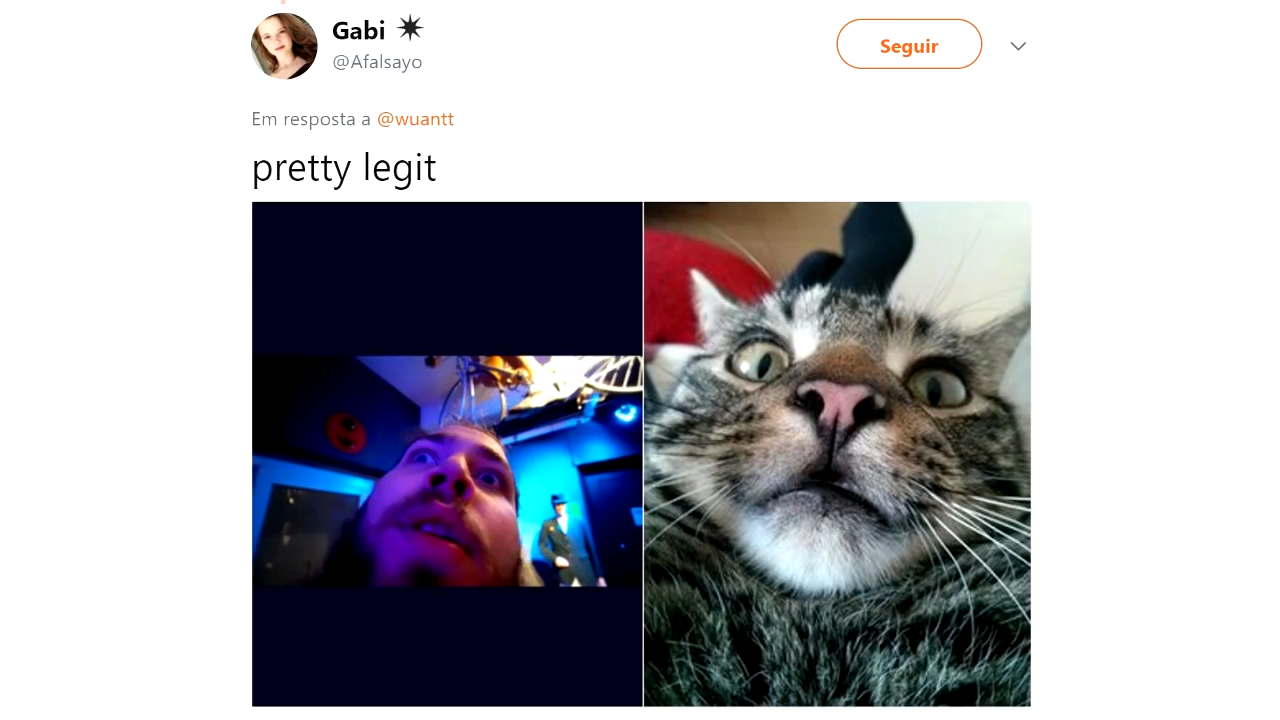 Gabi ✷
@Afalsayo
Seguir
Em resposta a @wuantt
pretty legit